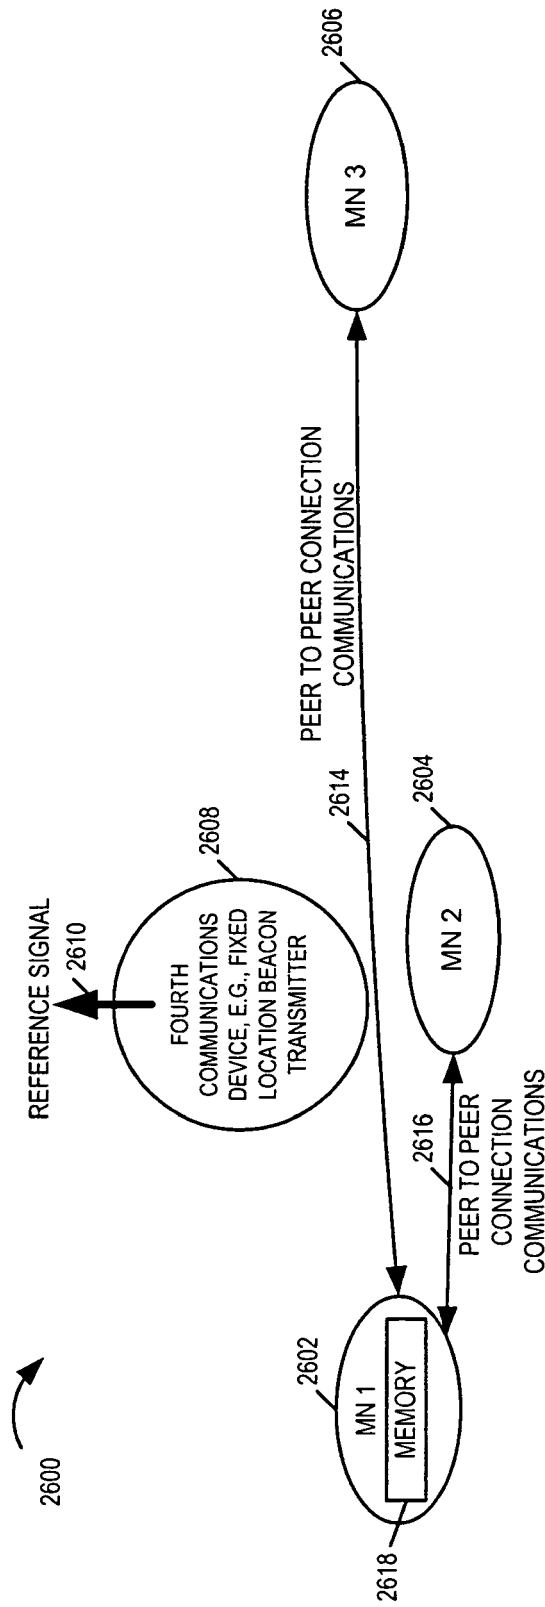 2600
REFERENCE SIGNAL
2610
2608
FOURTH
COMMUNICATIONS
DEVICE, E.G., FIXED
LOCATION BEACON
TRANSMITTER
2602
MN 1
MEMORY
2618
2614
PEER TO PEER CONNECTION
COMMUNICATIONS
2606
MN 3
2616
PEER TO PEER
CONNECTION
COMMUNICATIONS
2604
MN 2